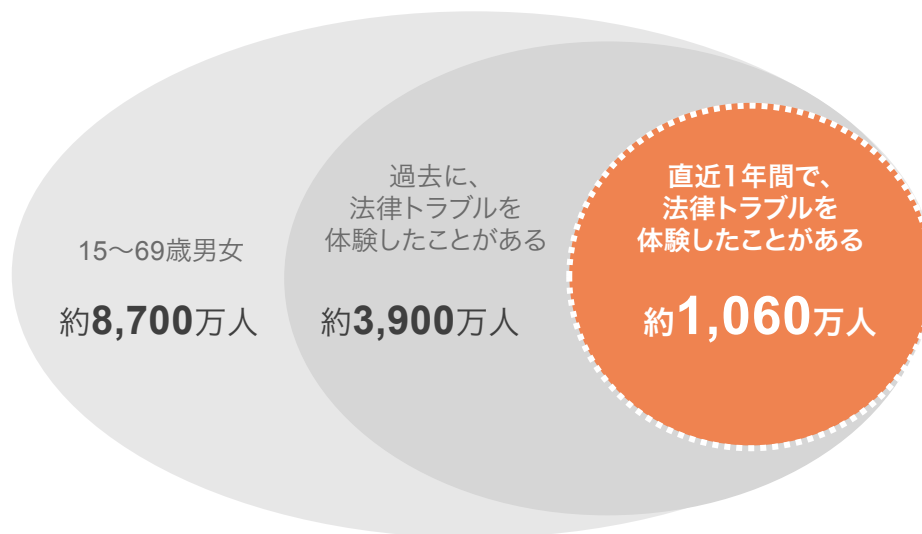 15〜69歳男女
約8,700万人
過去に、
法律トラブルを
体験したことがある
約3,900万人
直近1年間で、
法律トラブルを
体験したことがある
約1,060万人